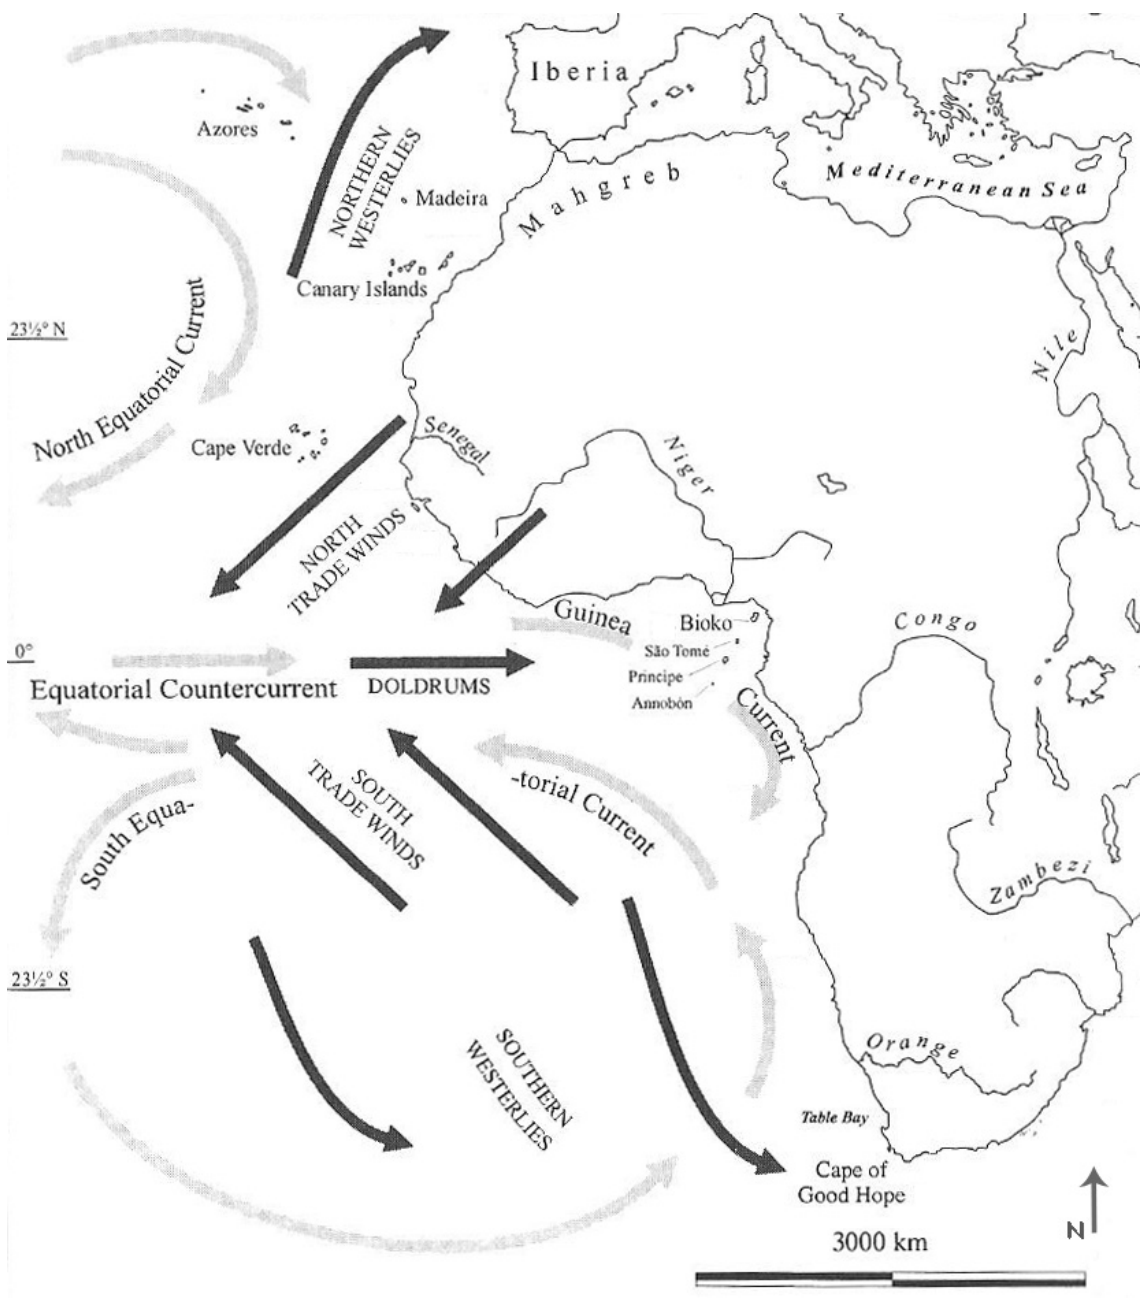 Iberia
Azores
NORTHERN
WESTERLIES
Madeira
Mahgreb
Mediterranean Sea
Canary Islands
23½° N
North Equatorial Current
Nile
Cape Verde
Senegal
Niger
NORTH
TRADE WINDS
Guinea
Bioko
São Tomé
Principe
Annobón
Congo
0°
Equatorial Countercurrent
DOLDRUMS
Current
SOUTH
TRADE WINDS
-torial Current
South Equa-
Zambezi
23½° S
SOUTHERN
WESTERLIES
Orange
Table Bay
Cape of
Good Hope
N
3000 km